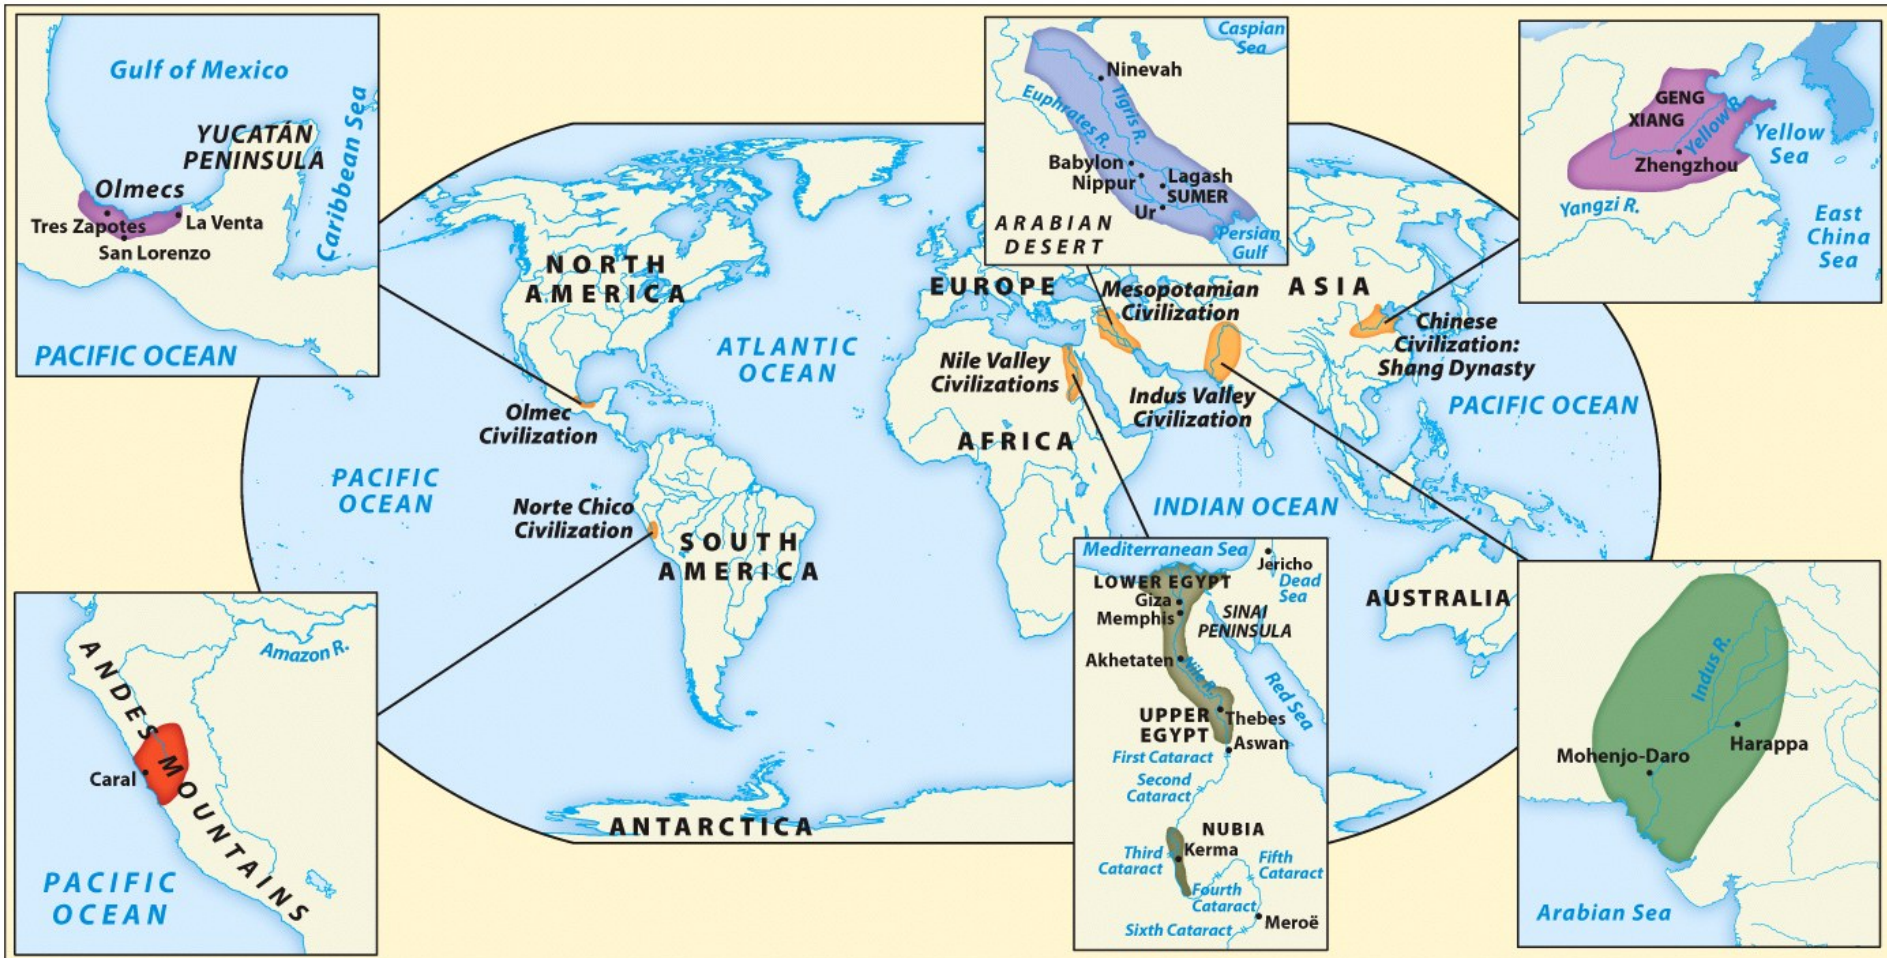 Gulf of Mexico
Caribbean Sea
YUCATÁN
PENINSULA
Olmecs
Tres Zapotes
La Venta
San Lorenzo
PACIFIC OCEAN
Caspian
Sea
Ninevah
Tigris R.
Euphrates R.
Babylon
Nippur
Lagash
SUMER
Ur
ARABIAN
DESERT
Persian
Gulf
GENG
XIANG
Yellow R.
Zhengzhou
Yellow
Sea
Yangzi R.
East
China
Sea
NORTH
AMERICA
EUROPE
ASIA
Mesopotamian
Civilization
Chinese
Civilization:
Shang Dynasty
ATLANTIC
OCEAN
Nile Valley
Civilizations
Indus Valley
Civilization
PACIFIC OCEAN
Olmec
Civilization
AFRICA
PACIFIC
OCEAN
Norte Chico
Civilization
INDIAN OCEAN
SOUTH
AMERICA
AUSTRALIA
ANTARCTICA
Amazon R.
ANDES MOUNTAINS
Caral
PACIFIC
OCEAN
Mediterranean Sea
Jericho
Dead
Sea
LOWER EGYPT
Giza
Memphis
SINAI
PENINSULA
Akhetaten
Nile R.
Red Sea
UPPER
EGYPT
Thebes
Aswan
First Cataract
Second
Cataract
NUBIA
Kerma
Third
Cataract
Fifth
Cataract
Fourth
Cataract
Meroë
Sixth Cataract
Indus R.
Harappa
Mohenjo-Daro
Arabian Sea